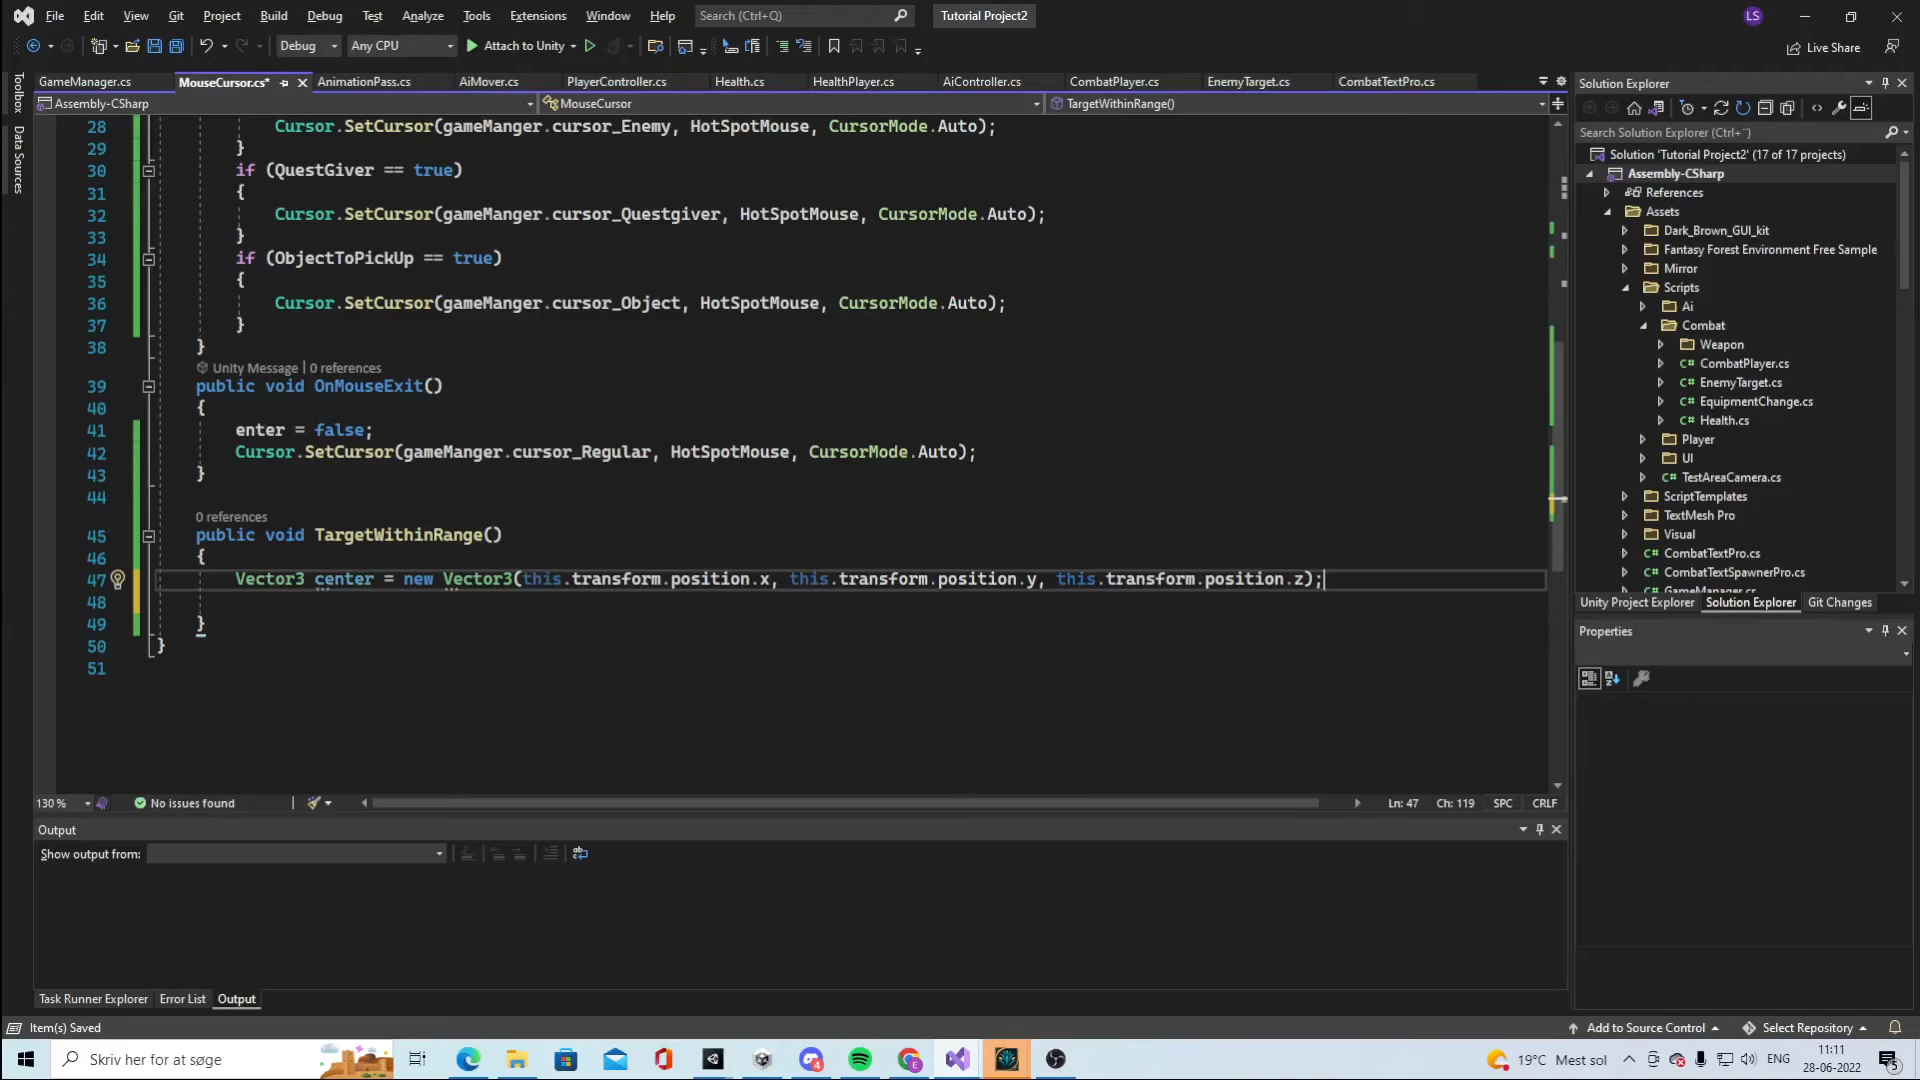 File Edit View Git Project Build Debug Test Analyze Tools Extensions Window Help Search (Ctrl+Q) Tutorial Project2 LS
Debug Any CPU Attach to Unity Live Share
GameManager.cs MouseCursor.cs* AnimationPass.cs AiMover.cs PlayerController.cs Health.cs HealthPlayer.cs AiController.cs CombatPlayer.cs EnemyTarget.cs CombatTextPro.cs
Assembly-CSharp MouseCursor TargetWithinRange()
Toolbox
Data Sources
28 Cursor.SetCursor(gameManger.cursor_Enemy, HotSpotMouse, CursorMode.Auto);
29 }
30 if (QuestGiver == true)
31 {
32 Cursor.SetCursor(gameManger.cursor_Questgiver, HotSpotMouse, CursorMode.Auto);
33 }
34 if (ObjectToPickUp == true)
35 {
36 Cursor.SetCursor(gameManger.cursor_Object, HotSpotMouse, CursorMode.Auto);
37 }
38 }
Unity Message | 0 references
39 public void OnMouseExit()
40 {
41 enter = false;
42 Cursor.SetCursor(gameManger.cursor_Regular, HotSpotMouse, CursorMode.Auto);
43 }
44
0 references
45 public void TargetWithinRange()
46 {
47 Vector3 center = new Vector3(this.transform.position.x, this.transform.position.y, this.transform.position.z);
48
49 }
50 }
51
130 % No issues found Ln: 47 Ch: 119 SPC CRLF
Output
Show output from:
Task Runner Explorer Error List Output
Solution Explorer
Search Solution Explorer (Ctrl+¨)
Solution 'Tutorial Project2' (17 of 17 projects)
Assembly-CSharp
References
Assets
Dark_Brown_GUI_kit
Fantasy Forest Environment Free Sample
Mirror
Scripts
Ai
Combat
Weapon
C# CombatPlayer.cs
C# EnemyTarget.cs
C# EquipmentChange.cs
C# Health.cs
Player
UI
C# TestAreaCamera.cs
ScriptTemplates
TextMesh Pro
Visual
C# CombatTextPro.cs
C# CombatTextSpawnerPro.cs
C# GameManager.cs
Unity Project Explorer Solution Explorer Git Changes
Properties
Item(s) Saved Add to Source Control Select Repository
Skriv her for at søge 4 19°C Mest sol ENG 11:11
28-06-2022 5